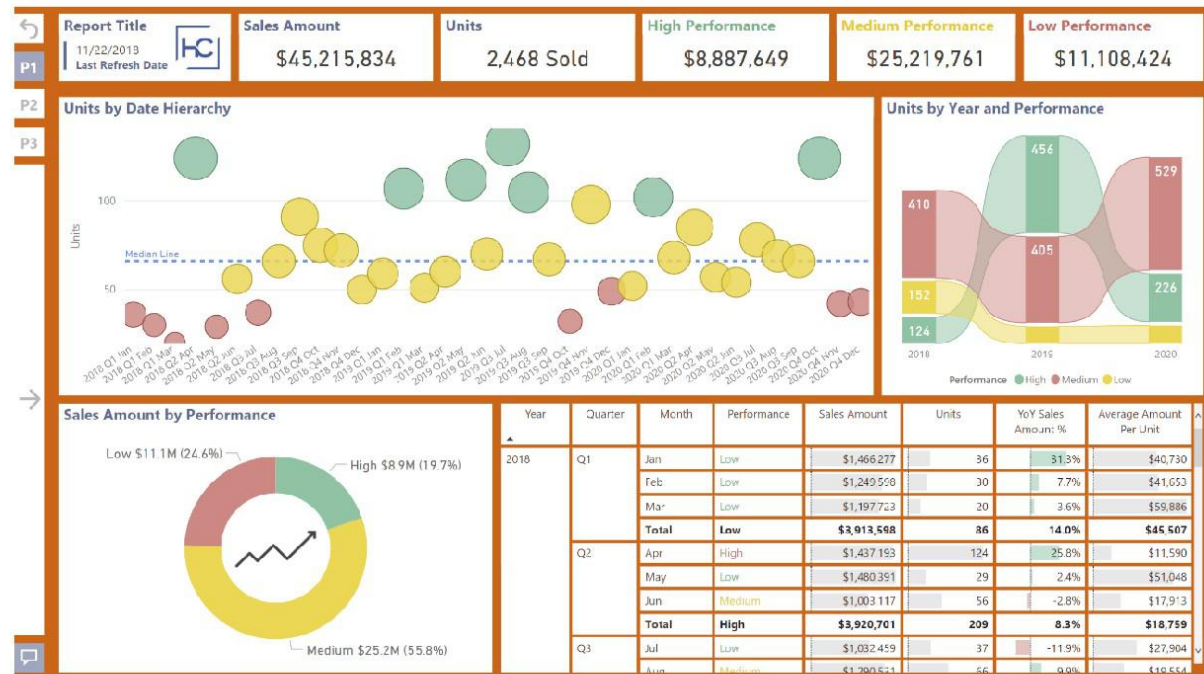 Report Title
11/22/2018
Last Refresh Date
HC
Sales Amount
$45,215,834
Units
2,468 Sold
High Performance
$8,887,649
Medium Performance
$25,219,761
Low Performance
$11,108,424
P1
P2
P3
Units by Date Hierarchy
Units
100
50
Median Line
2018 Q1 Jan
2018 Q1 Feb
2018 Q1 Mar
2018 Q2 Apr
2018 Q2 May
2018 Q2 Jun
2018 Q3 Jul
2018 Q3 Aug
2018 Q3 Sep
2018 Q4 Oct
2018 Q4 Nov
2018 Q4 Dec
2019 Q1 Jan
2019 Q1 Feb
2019 Q1 Mar
2019 Q2 Apr
2019 Q2 May
2019 Q2 Jun
2019 Q3 Jul
2019 Q3 Aug
2019 Q3 Sep
2019 Q4 Oct
2019 Q4 Nov
2019 Q4 Dec
2020 Q1 Jan
2020 Q1 Feb
2020 Q1 Mar
2020 Q2 Apr
2020 Q2 May
2020 Q2 Jun
2020 Q3 Jul
2020 Q3 Aug
2020 Q3 Sep
2020 Q4 Oct
2020 Q4 Nov
2020 Q4 Dec
Units by Year and Performance
410
152
124
456
405
529
226
2018
2019
2020
Performance High Medium Low
Sales Amount by Performance
Low $11.1M (24.6%)
High $8.9M (19.7%)
Medium $25.2M (55.8%)
Year Quarter Month Performance Sales Amount Units YoY Sales Amount % Average Amount Per Unit
2018 Q1 Jan Low $1,466,277 36 31.3% $40,730
Feb Low $1,249,598 30 7.7% $41,653
Mar Low $1,197,723 20 3.6% $59,886
Total Low $3,913,598 86 14.0% $45,507
Q2 Apr High $1,437,193 124 25.8% $11,590
May Low $1,480,391 29 2.4% $51,048
Jun Medium $1,003,117 56 -2.8% $17,913
Total High $3,920,701 209 8.3% $18,759
Q3 Jul Low $1,032,459 37 -11.9% $27,904
Aug Medium 66 9.9% $19,554